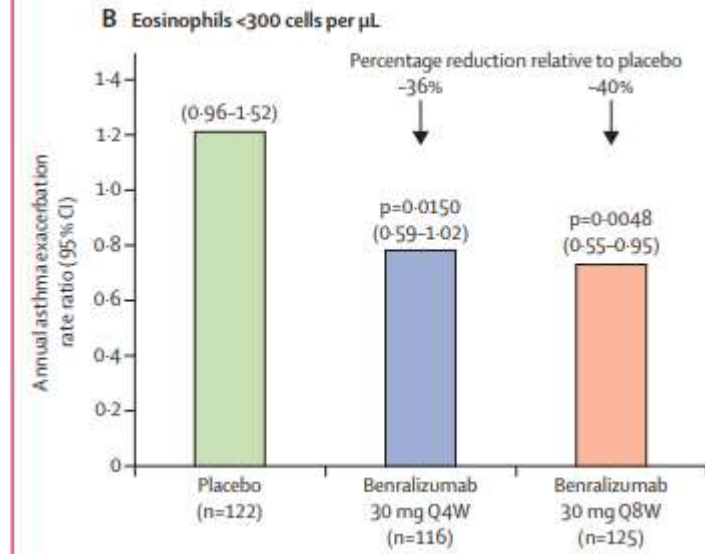 B Eosinophils <300 cells per μL
Percentage reduction relative to placebo
–36%
–40%
Annual asthma exacerbation
rate ratio (95% CI)
1·4
1·2
1·0
0·8
0·6
0·4
0·2
0
(0·96–1·52)
p=0·0150
(0·59–1·02)
p=0·0048
(0·55–0·95)
Placebo
(n=122)
Benralizumab
30 mg Q4W
(n=116)
Benralizumab
30 mg Q8W
(n=125)